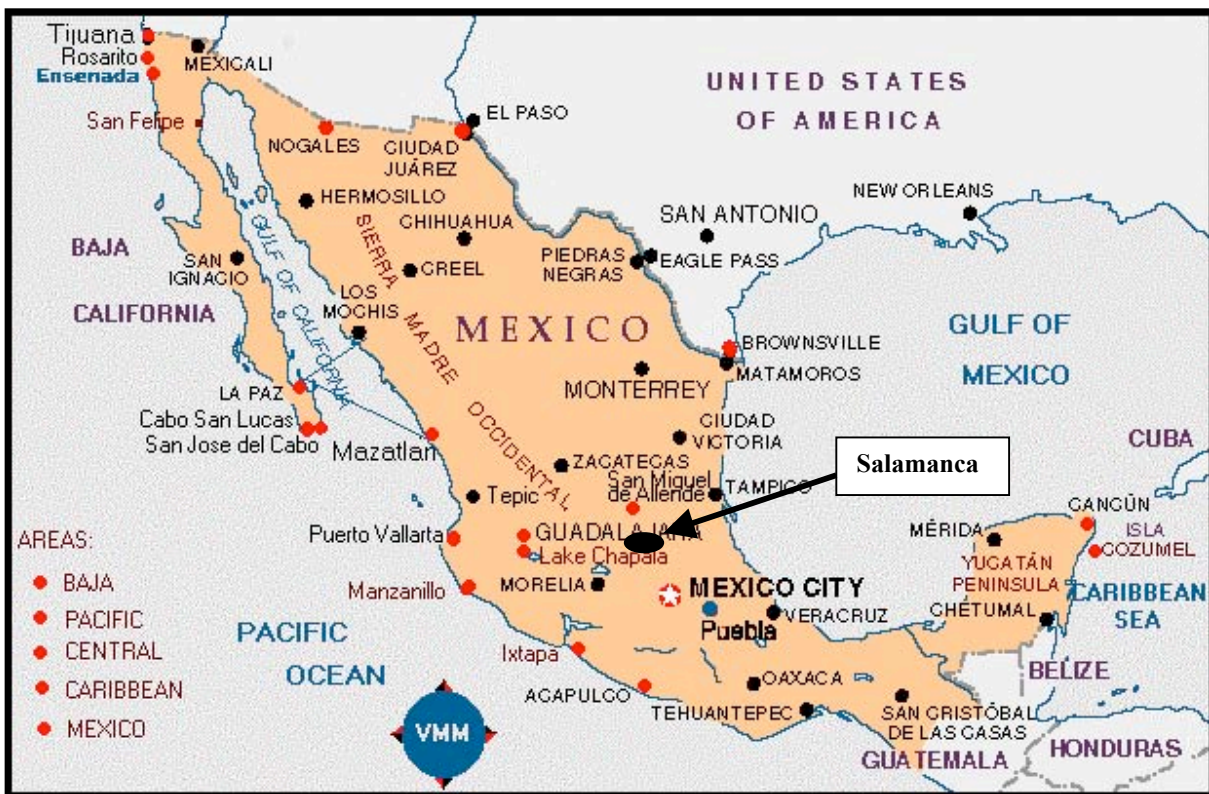 Tijuana
Rosarito
Ensenada
MEXICALI
San Felipe
NOGALES
CIUDAD
JUÁREZ
EL PASO
UNITED STATES
OF AMERICA
HERMOSILLO
CHIHUAHUA
CREEL
SIERRA MADRE OCCIDENTAL
SAN ANTONIO
NEW ORLEANS
PIEDRAS
NEGRAS
EAGLE PASS
BAJA
CALIFORNIA
SAN
IGNACIO
GULF OF CALIFORNIA
LOS
MOCHIS
MEXICO
GULF OF
MEXICO
BROWNSVILLE
MATAMOROS
MONTERREY
LA PAZ
Cabo San Lucas
San Jose del Cabo
Mazatlan
CIUDAD
VICTORIA
Salamanca
CUBA
ZACATECAS
San Miguel
de Allende
TAMPICO
Tepic
Puerto Vallarta
GUADALAJARA
Lake Chapala
MÉRIDA
CANCÚN
ISLA
COZUMEL
YUCATÁN
PENINSULA
CARIBBEAN
SEA
CHETUMAL
Manzanillo
MORELIA
MEXICO CITY
Puebla
VERACRUZ
PACIFIC
OCEAN
Ixtapa
ACAPULCO
OAXACA
TEHUANTEPEC
SAN CRISTÓBAL
DE LAS CASAS
BELIZE
GUATEMALA
HONDURAS
AREAS:
BAJA
PACIFIC
CENTRAL
CARIBBEAN
MEXICO
VMM